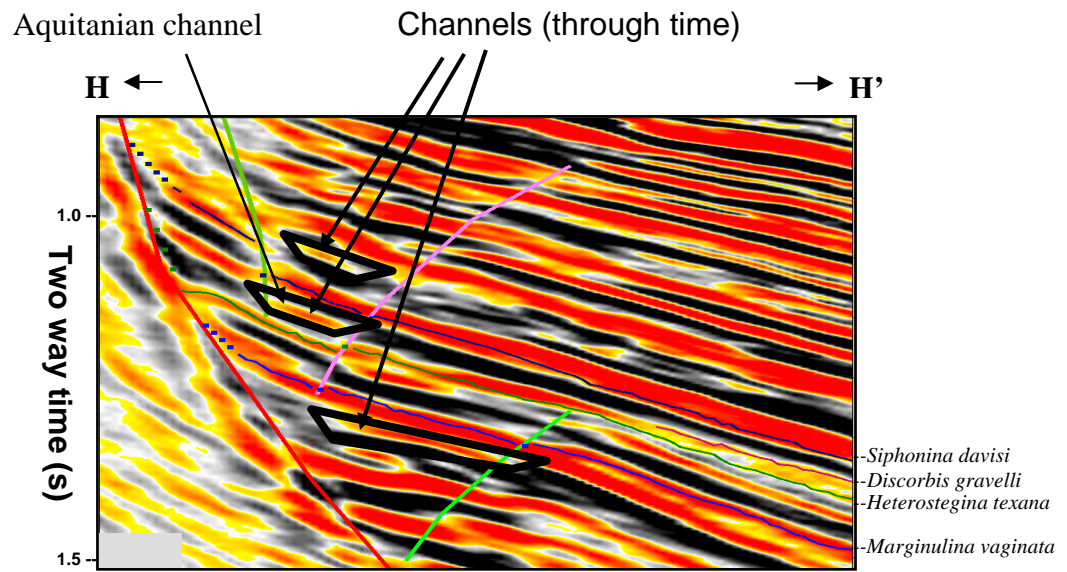 Aquitanian channel
Channels (through time)
H
H’
1.0
Two way time (s)
1.5
Siphonina davisi
Discorbis gravelli
Heterostegina texana
Marginulina vaginata